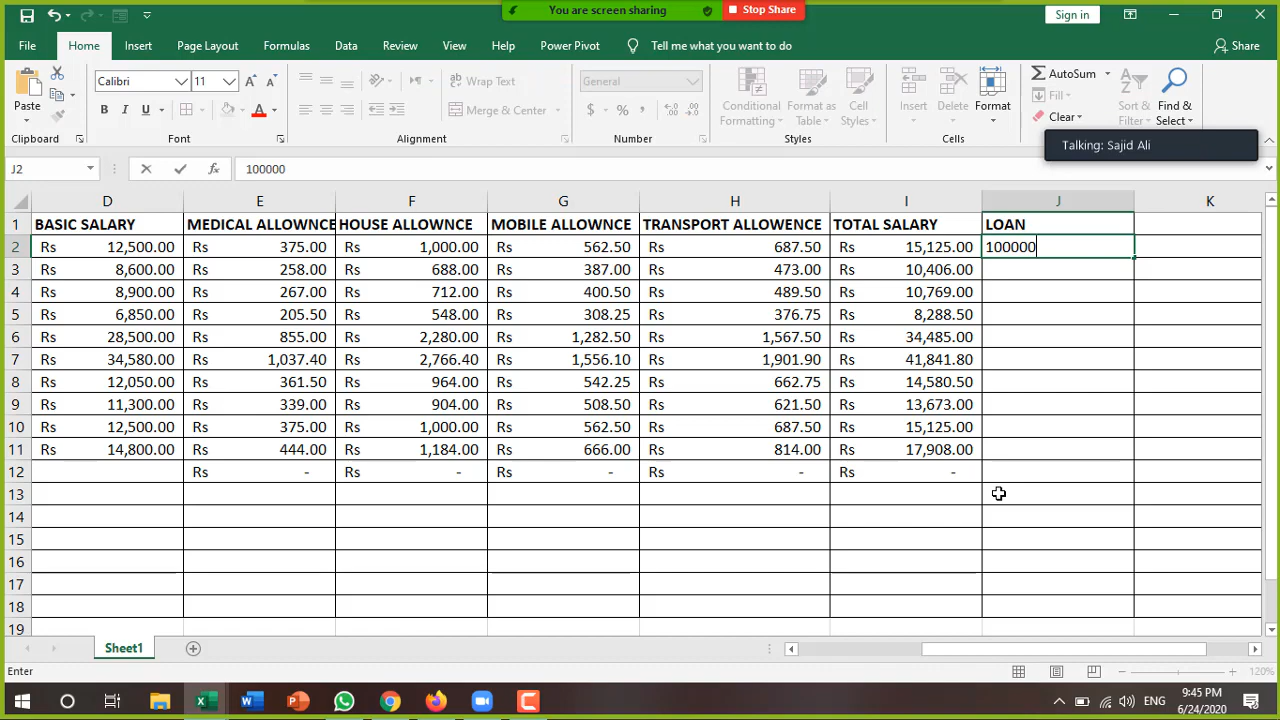 You are screen sharing Stop Share
Sign in
File Home Insert Page Layout Formulas Data Review View Help Power Pivot Tell me what you want to do Share
Calibri 11 A A Wrap Text General AutoSum
Fill
Paste B I U A Merge & Center $ % , Conditional Formatting Format as Table Cell Styles Insert Delete Format Clear Sort & Filter Find & Select
Clipboard Font Alignment Number Styles Cells
Talking: Sajid Ali
J2 fx 100000
D E F G H I J K
1 BASIC SALARY MEDICAL ALLOWNCE HOUSE ALLOWNCE MOBILE ALLOWNCE TRANSPORT ALLOWENCE TOTAL SALARY LOAN
2 Rs 12,500.00 Rs 375.00 Rs 1,000.00 Rs 562.50 Rs 687.50 Rs 15,125.00 100000
3 Rs 8,600.00 Rs 258.00 Rs 688.00 Rs 387.00 Rs 473.00 Rs 10,406.00
4 Rs 8,900.00 Rs 267.00 Rs 712.00 Rs 400.50 Rs 489.50 Rs 10,769.00
5 Rs 6,850.00 Rs 205.50 Rs 548.00 Rs 308.25 Rs 376.75 Rs 8,288.50
6 Rs 28,500.00 Rs 855.00 Rs 2,280.00 Rs 1,282.50 Rs 1,567.50 Rs 34,485.00
7 Rs 34,580.00 Rs 1,037.40 Rs 2,766.40 Rs 1,556.10 Rs 1,901.90 Rs 41,841.80
8 Rs 12,050.00 Rs 361.50 Rs 964.00 Rs 542.25 Rs 662.75 Rs 14,580.50
9 Rs 11,300.00 Rs 339.00 Rs 904.00 Rs 508.50 Rs 621.50 Rs 13,673.00
10 Rs 12,500.00 Rs 375.00 Rs 1,000.00 Rs 562.50 Rs 687.50 Rs 15,125.00
11 Rs 14,800.00 Rs 444.00 Rs 1,184.00 Rs 666.00 Rs 814.00 Rs 17,908.00
12 Rs - Rs - Rs - Rs - Rs -
13
14
15
16
17
18
19
Sheet1
Enter 120%
ENG 9:45 PM
6/24/2020